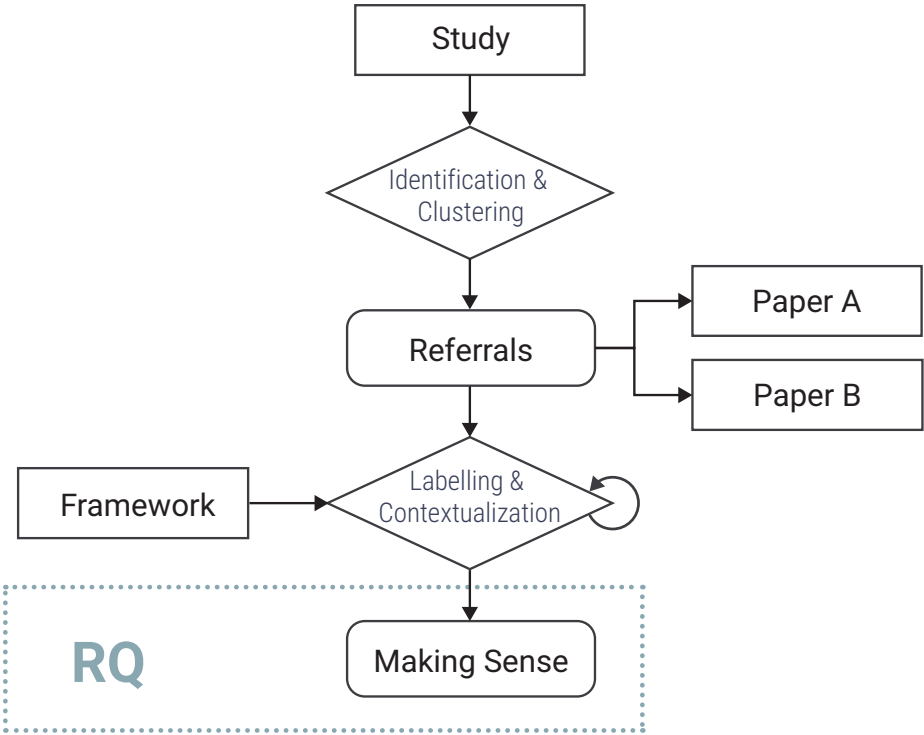 Study
Identification &
Clustering
Paper A
Referrals
Paper B
Labelling &
Contextualization
Framework
RQ
Making Sense